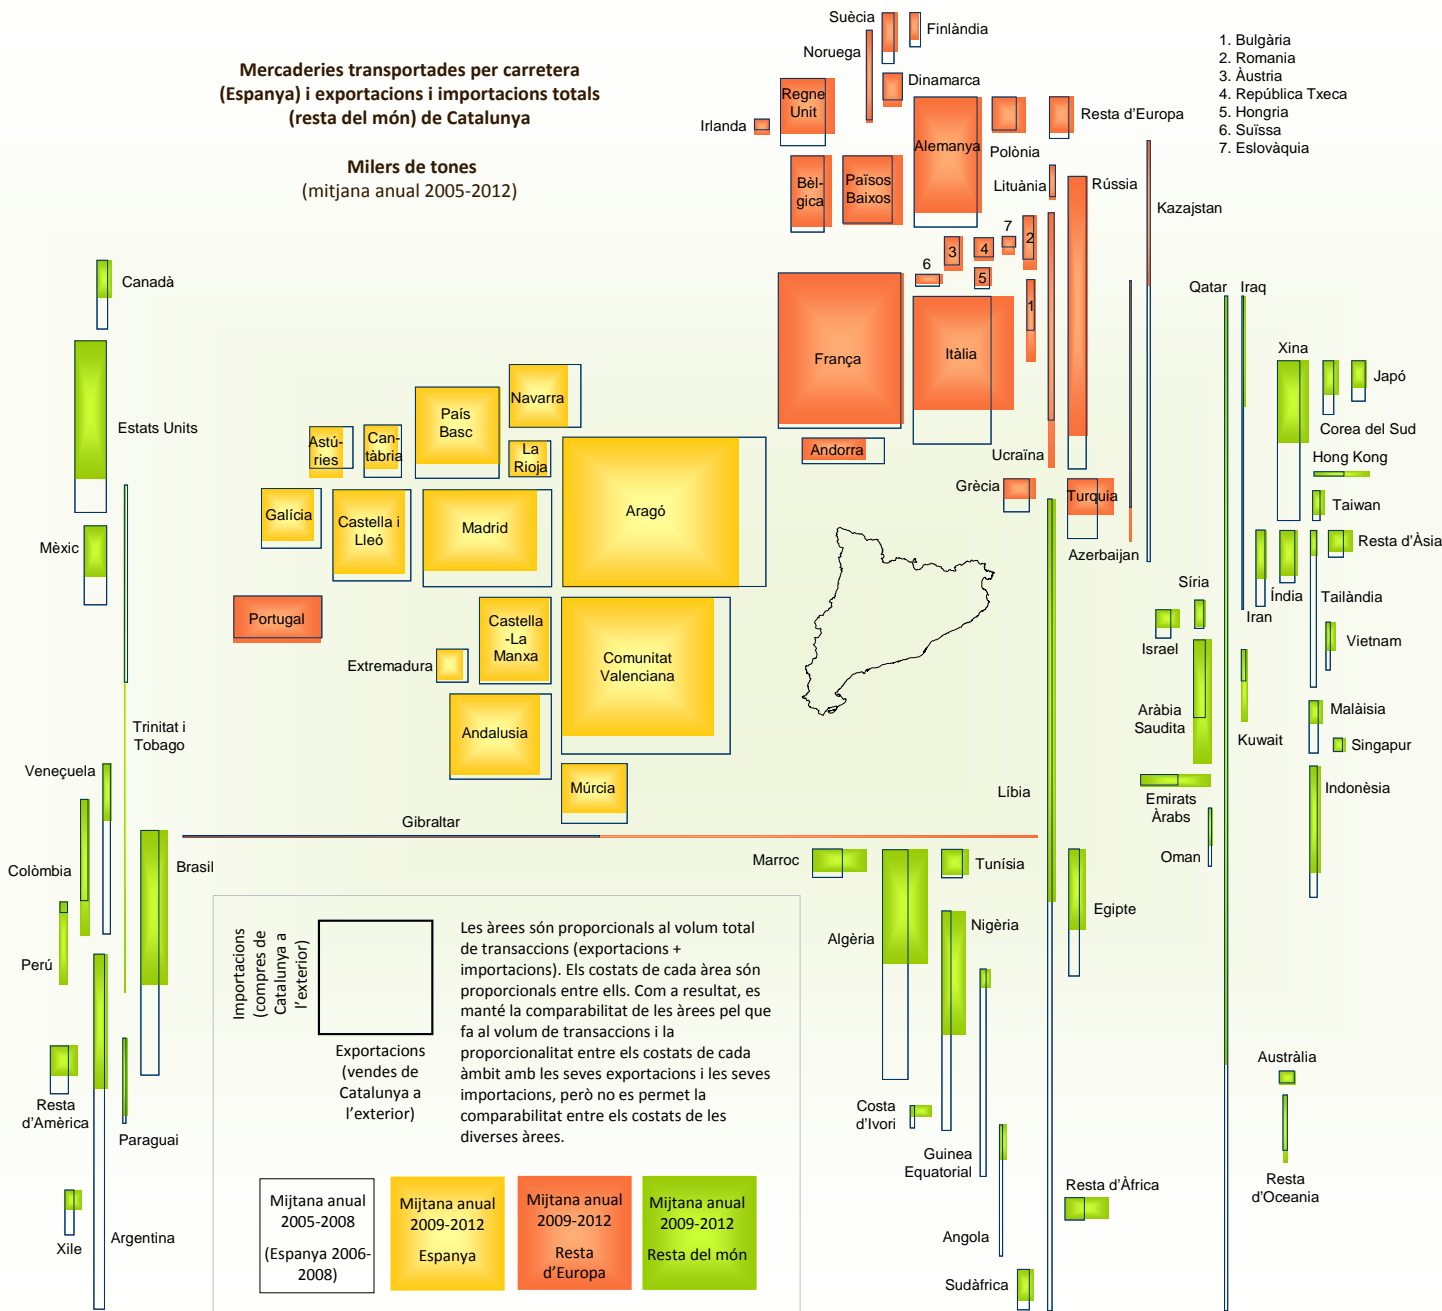 Mercaderies transportades per carretera
(Espanya) i exportacions i importacions totals
(resta del món) de Catalunya
Milers de tones
(mitjana anual 2005-2012)
Suècia
Finlàndia
Noruega
Dinamarca
Regne
Unit
Irlanda
Alemanya
Polònia
Resta d'Europa
1. Bulgària
2. Romania
3. Àustria
4. República Txeca
5. Hongria
6. Suïssa
7. Eslovàquia
Bèl-
gica
Països
Baixos
Lituània
Rússia
Kazajstan
7
2
3
4
6
5
1
França
Itàlia
Andorra
Ucraïna
Grècia
Turquia
Azerbaijan
Canadà
Estats Units
Mèxic
Navarra
País
Basc
Astú-
ries
Can-
tàbria
La
Rioja
Galícia
Castella i
Lleó
Madrid
Aragó
Portugal
Extremadura
Castella
-La
Manxa
Comunitat
Valenciana
Andalusia
Múrcia
Gibraltar
Qatar
Iraq
Xina
Japó
Corea del Sud
Hong Kong
Taiwan
Resta d'Àsia
Síria
Iran
Índia
Tailàndia
Israel
Vietnam
Aràbia
Saudita
Kuwait
Malàisia
Singapur
Emirats
Àrabs
Indonèsia
Oman
Trinitat i
Tobago
Veneçuela
Colòmbia
Brasil
Perú
Resta
d'Amèrica
Paraguai
Xile
Argentina
Líbia
Marroc
Tunísia
Algèria
Nigèria
Egipte
Costa
d'Ivori
Guinea
Equatorial
Angola
Resta d'Àfrica
Sudàfrica
Austràlia
Resta
d'Oceania
Importacions
(compres de
Catalunya a
l'exterior)
Exportacions
(vendes de
Catalunya a
l'exterior)
Les àrees són proporcionals al volum total
de transaccions (exportacions +
importacions). Els costats de cada àrea són
proporcionals entre ells. Com a resultat, es
manté la comparabilitat de les àrees pel que
fa al volum de transaccions i la
proporcionalitat entre els costats de cada
àmbit amb les seves exportacions i les seves
importacions, però no es permet la
comparabilitat entre els costats de les
diverses àrees.
Mijtana anual
2005-2008
(Espanya 2006-
2008)
Mijtana anual
2009-2012
Espanya
Mijtana anual
2009-2012
Resta
d'Europa
Mijtana anual
2009-2012
Resta del món